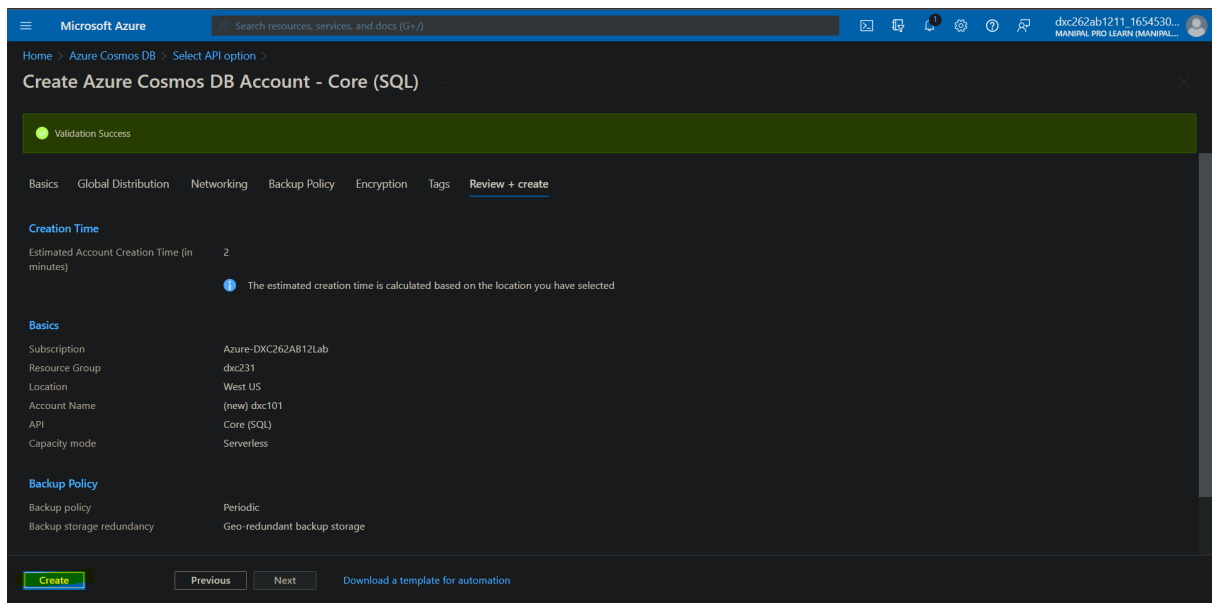 Microsoft Azure
Search resources, services, and docs (G+/)
1
dxc262ab1211_1654530...
MANIPAL PRO LEARN (MANIPAL...
Home > Azure Cosmos DB > Select API option >
Create Azure Cosmos DB Account - Core (SQL) ...
Validation Success
Basics Global Distribution Networking Backup Policy Encryption Tags Review + create
Creation Time
Estimated Account Creation Time (in 2
minutes)
The estimated creation time is calculated based on the location you have selected
Basics
Subscription Azure-DXC262AB12Lab
Resource Group dxc231
Location West US
Account Name (new) dxc101
API Core (SQL)
Capacity mode Serverless
Backup Policy
Backup policy Periodic
Backup storage redundancy Geo-redundant backup storage
Create Previous Next Download a template for automation